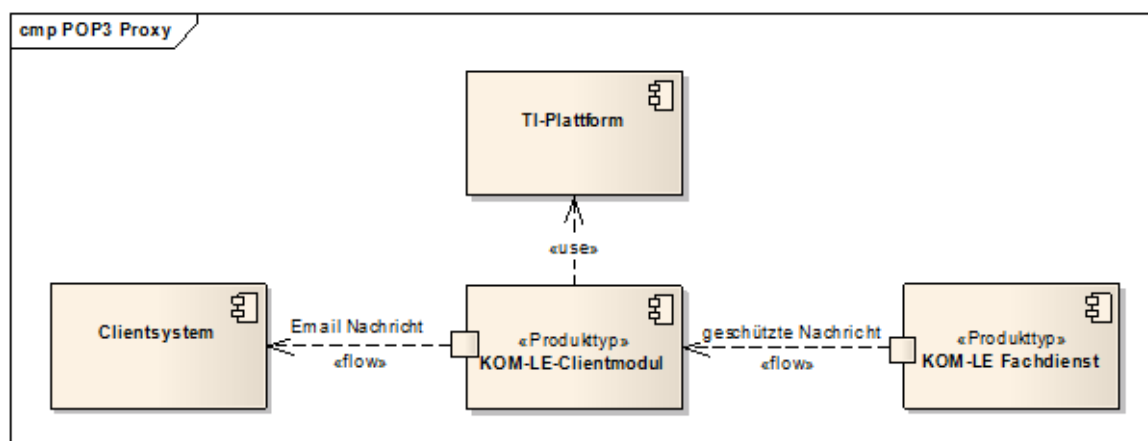 cmp POP3 Proxy
TI-Plattform
«use»
Clientsystem
Email Nachricht
«flow»
«Produkttyp»
KOM-LE-Clientmodul
geschützte Nachricht
«flow»
«Produkttyp»
KOM-LE Fachdienst